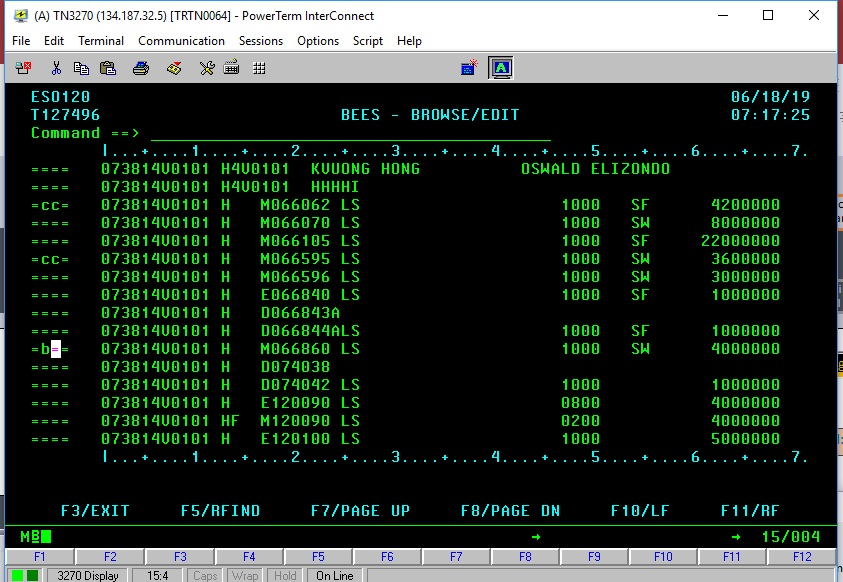 (A) TN3270 (134.187.32.5) [TRTN0064] - PowerTerm InterConnect
File Edit Terminal Communication Sessions Options Script Help
ESO120 06/18/19
T127496 BEES - BROWSE/EDIT 07:17:25
Command ==> ________________________________________
|...+....1....+....2....+....3....+....4....+....5....+....6....+....7.
==== 073814V0101 H4V0101 KVUONG HONG OSWALD ELIZONDO
==== 073814V0101 H4V0101 HHHHI
=cc= 073814V0101 H M066062 LS 1000 SF 4200000
==== 073814V0101 H M066070 LS 1000 SW 8000000
==== 073814V0101 H M066105 LS 1000 SF 22000000
=cc= 073814V0101 H M066595 LS 1000 SW 3600000
==== 073814V0101 H M066596 LS 1000 SW 3000000
==== 073814V0101 H E066840 LS 1000 SF 1000000
==== 073814V0101 H D066843A
==== 073814V0101 H D066844ALS 1000 SF 1000000
=b== 073814V0101 H M066860 LS 1000 SW 4000000
==== 073814V0101 H D074038
==== 073814V0101 H D074042 LS 1000 1000000
==== 073814V0101 H E120090 LS 0800 4000000
==== 073814V0101 HF M120090 LS 0200 4000000
==== 073814V0101 H E120100 LS 1000 5000000
|...+....1....+....2....+....3....+....4....+....5....+....6....+....7.
F3/EXIT F5/RFIND F7/PAGE UP F8/PAGE DN F10/LF F11/RF
MB → → 15/004
F1 F2 F3 F4 F5 F6 F7 F8 F9 F10 F11 F12
3270 Display 15:4 Caps Wrap Hold On Line